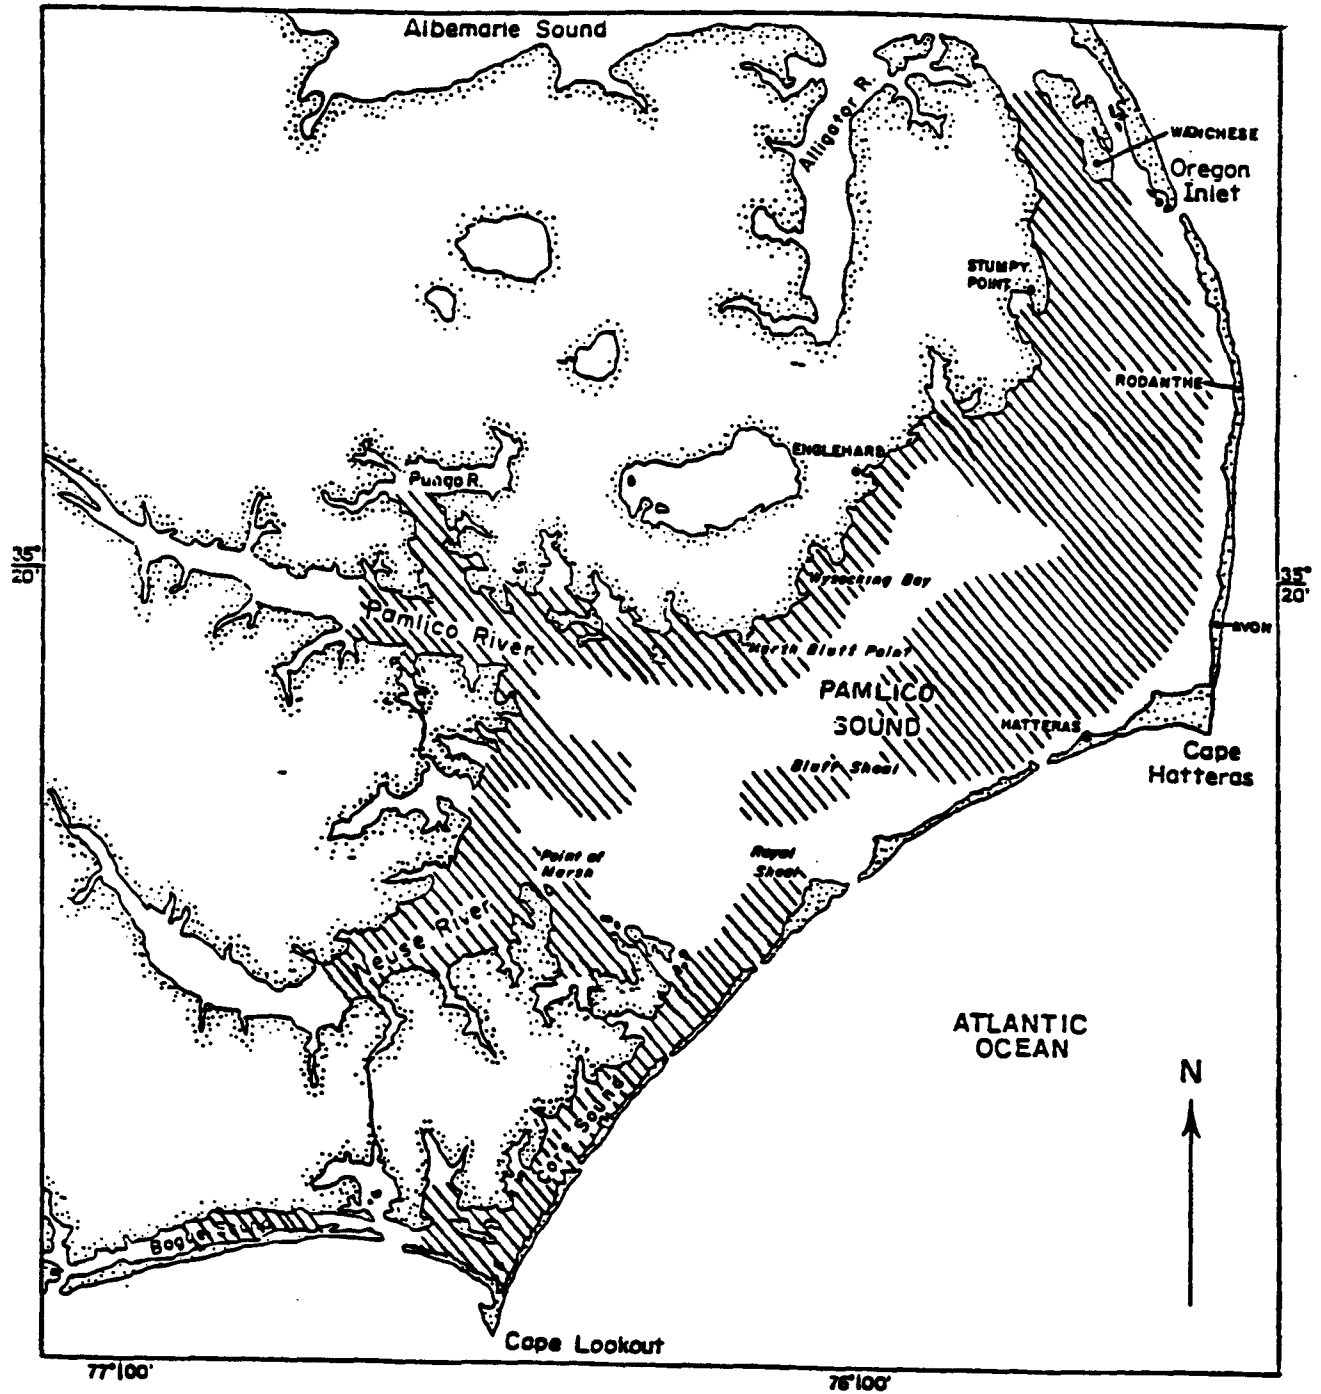 Albemarle Sound
Alligator R.
WANCHESE
Oregon
Inlet
STUMPY
POINT
RODANTHE
ENGLEHARD
Pungo R.
35°
20'
Wysocking Bay
35°
20'
Pamlico River
AVON
North Bluff Point
PAMLICO
SOUND
HATTERAS
Cape
Hatteras
Bluff Shoal
Point of
Marsh
Royal
Shoal
Neuse River
ATLANTIC
OCEAN
N
Core Sound
Cape Lookout
77°00'
76°00'